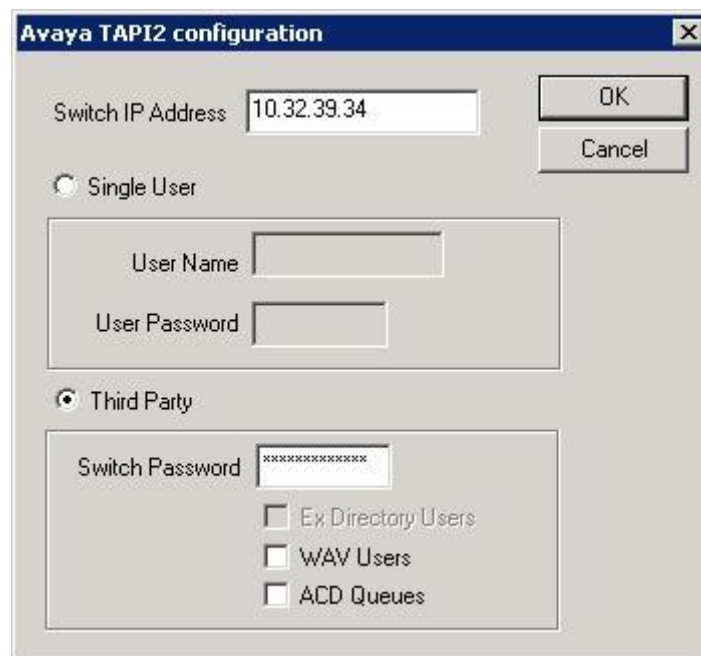 Avaya TAPI2 configuration
Switch IP Address 10.32.39.34
OK
Cancel
Single User
User Name
User Password
Third Party
Switch Password *************
Ex Directory Users
WAV Users
ACD Queues